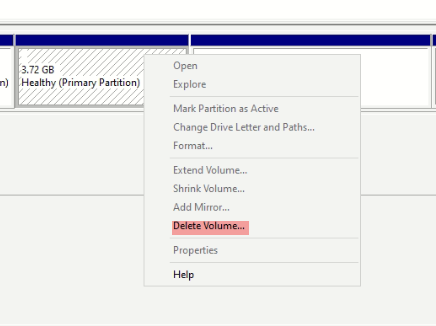 3.72 GB
n) Healthy (Primary Partition)
Open
Explore
Mark Partition as Active
Change Drive Letter and Paths...
Format...
Extend Volume...
Shrink Volume...
Add Mirror...
Delete Volume...
Properties
Help